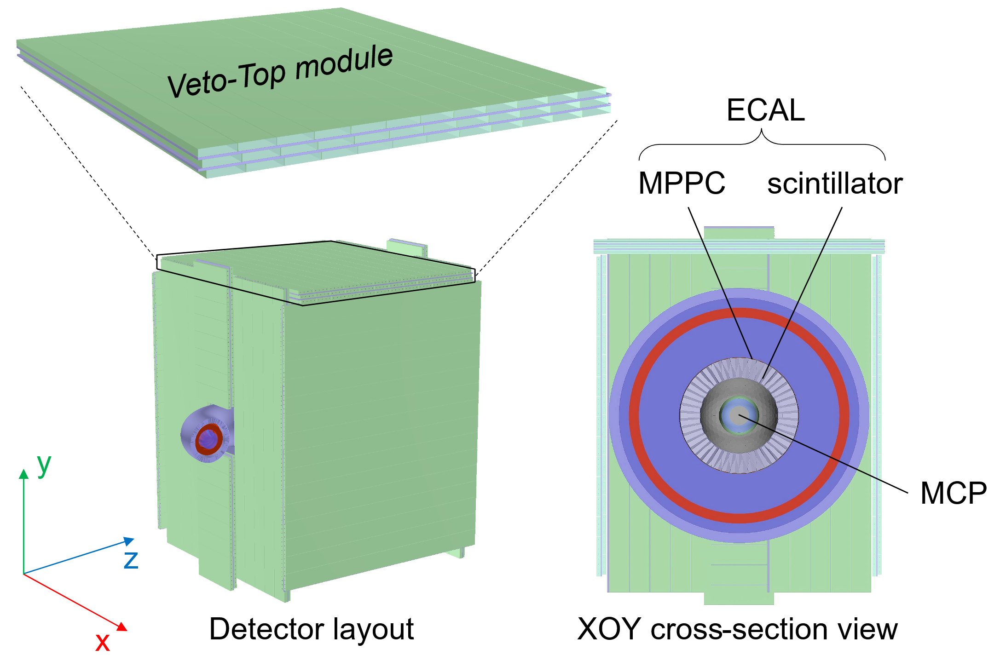 Veto-Top module
ECAL
MPPC
scintillator
MCP
y
z
x
Detector layout
XOY cross-section view